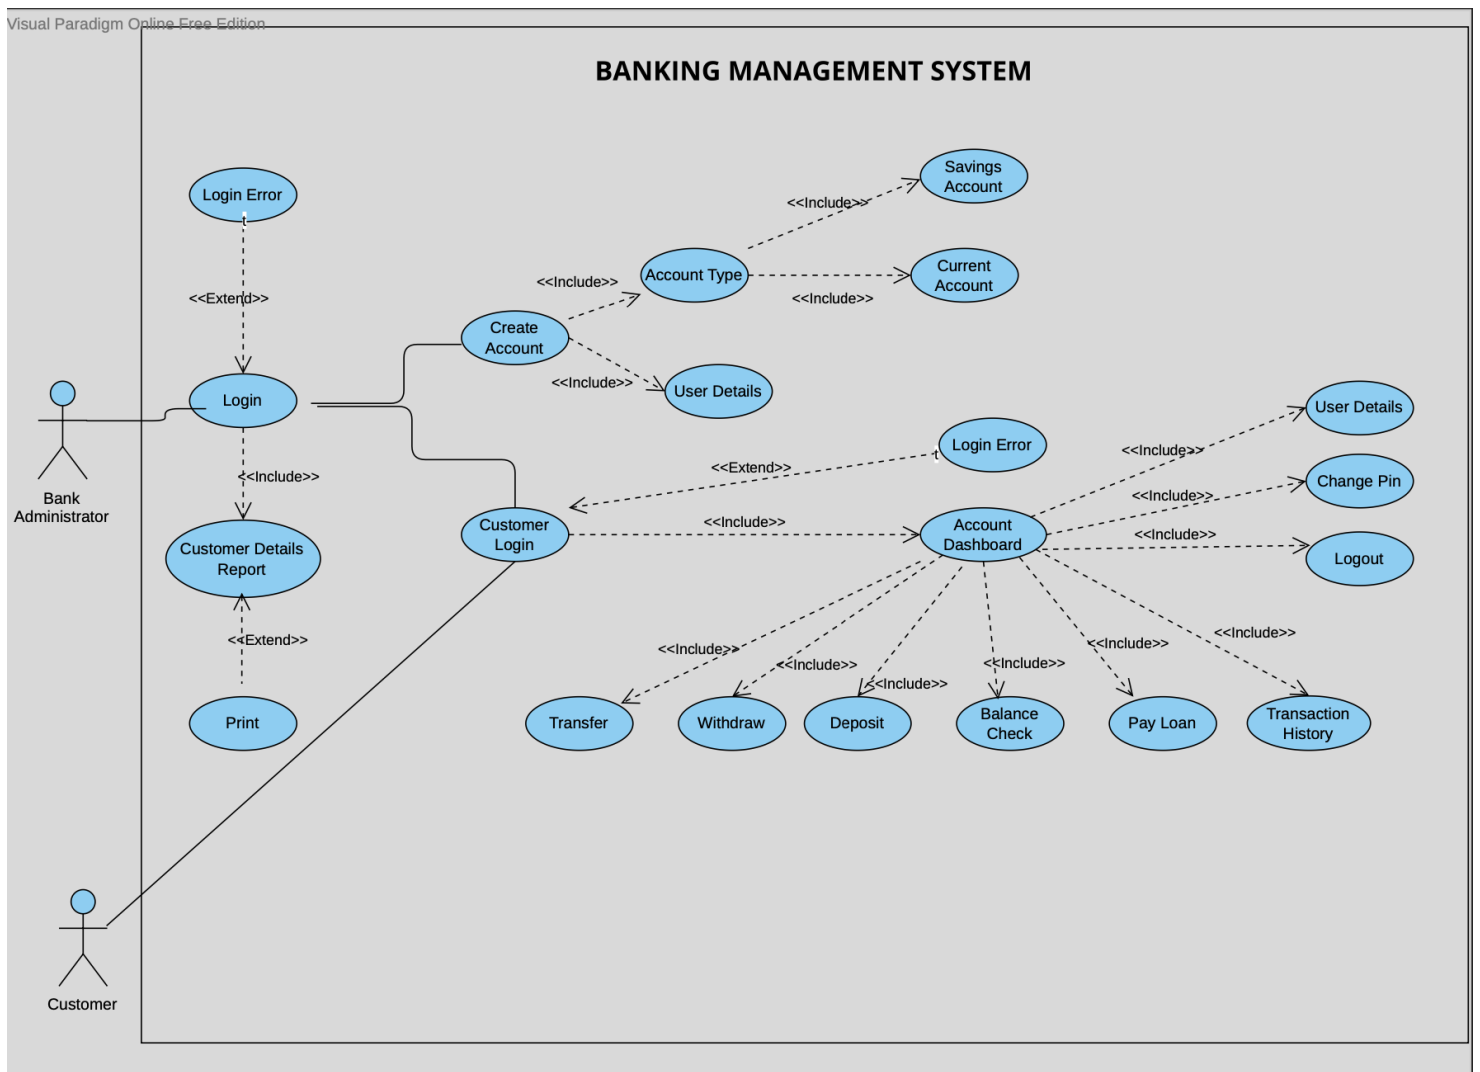 Visual Paradigm Online Free Edition
BANKING MANAGEMENT SYSTEM
Savings
Account
Login Error
t
<<Include>>
Account Type
Current
Account
<<Include>>
<<Extend>>
<<Include>>
Create
Account
<<Include>>
User Details
Login
Bank
Administrator
<<Include>>
Customer Details
Report
<<Extend>>
Print
Login Error
t
<<Extend>>
Customer
Login
<<Include>>
Account
Dashboard
User Details
<<Include>>
Change Pin
<<Include>>
Logout
<<Include>>
<<Include>>
<<Include>>
<<Include>>
<<Include>>
<<Include>>
<<Include>>
Transfer
Withdraw
Deposit
Balance
Check
Pay Loan
Transaction
History
Customer